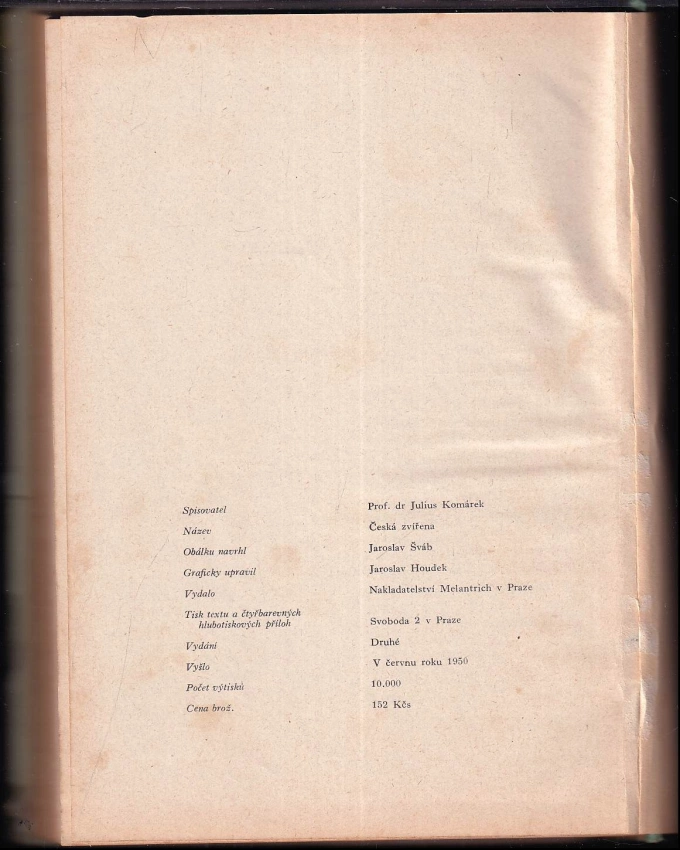 Spisovatel Prof. dr Julius Komárek
Název Česká zvířena
Obálku navrhl Jaroslav Šváb
Graficky upravil Jaroslav Houdek
Vydalo Nakladatelství Melantrich v Praze
Tisk textu a čtyřbarevných
hlubotiskových příloh Svoboda 2 v Praze
Vydání Druhé
Vyšlo V červnu roku 1950
Počet výtisků 10.000
Cena brož. 152 Kčs